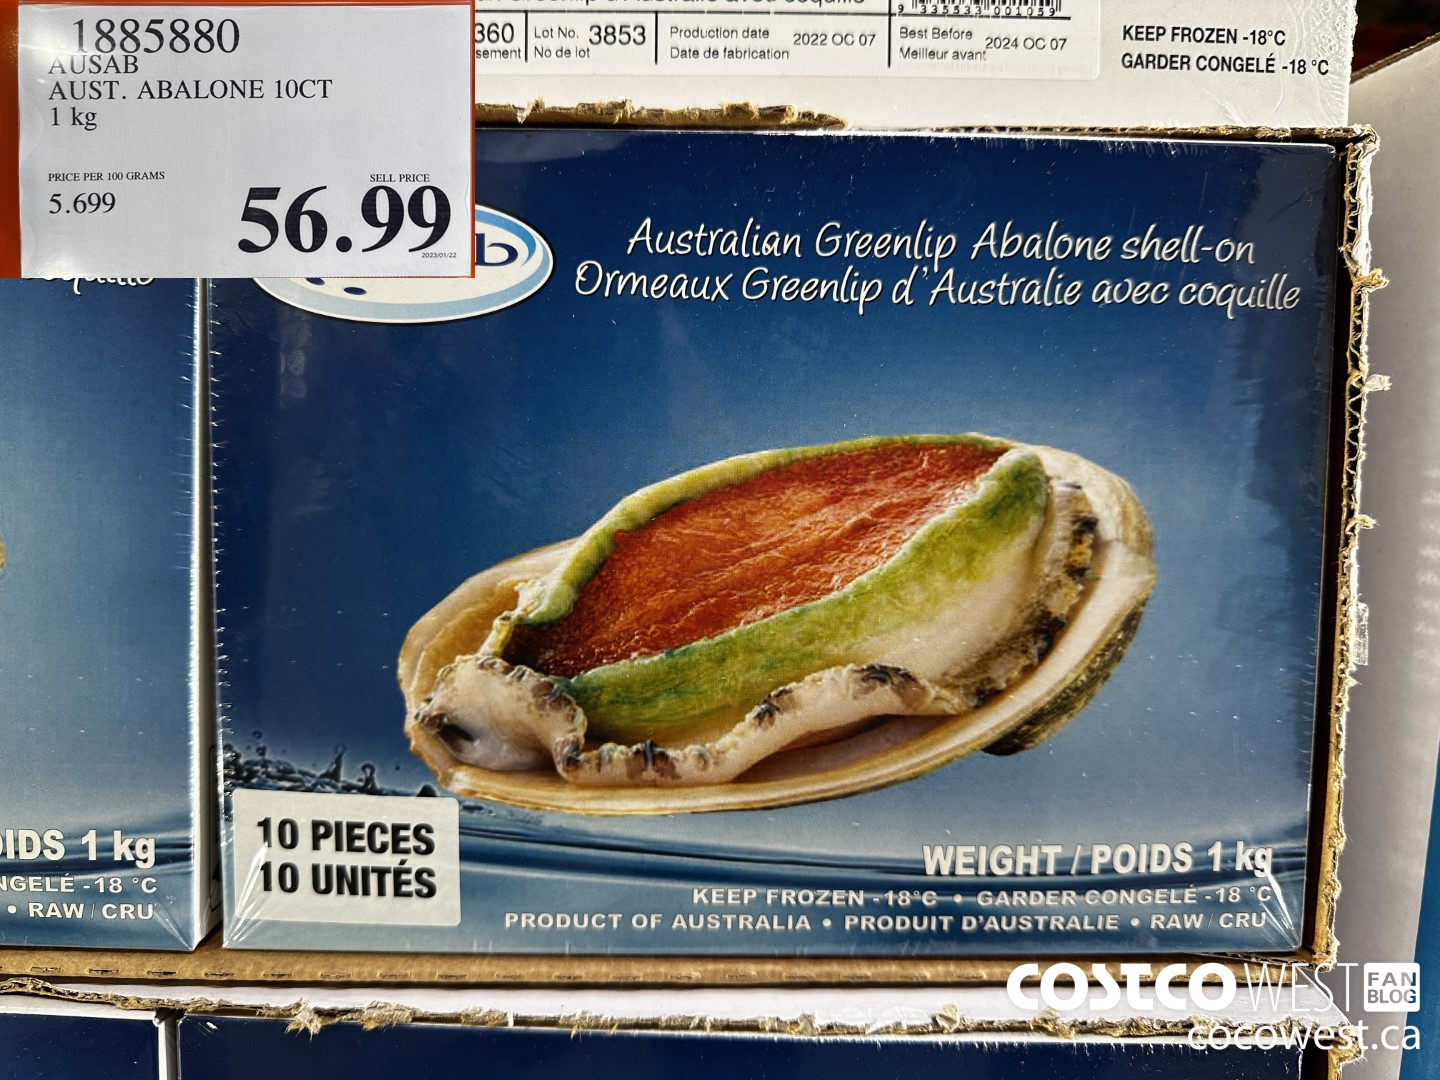 1885880
AUSAB
AUST. ABALONE 10CT
1 kg
PRICE PER 100 GRAMS
5.699
SELL PRICE
56.99
2023/01/22
360
Lot No. 3853
No de lot
Production date 2022 OC 07
Date de fabrication
9 335533 001059
Best Before 2024 OC 07
Meilleur avant
KEEP FROZEN -18°C
GARDER CONGELÉ -18 °C
b
Australian Greenlip Abalone shell-on
Ormeaux Greenlip d'Australie avec coquille
10 PIECES
10 UNITÉS
WEIGHT / POIDS 1 kg
KEEP FROZEN -18°C • GARDER CONGELÉ -18 °C
PRODUCT OF AUSTRALIA • PRODUIT D'AUSTRALIE • RAW / CRU
OIDS 1 kg
NGELÉ -18 °C
• RAW / CRU
COSTCO WEST FAN BLOG
cocowest.ca